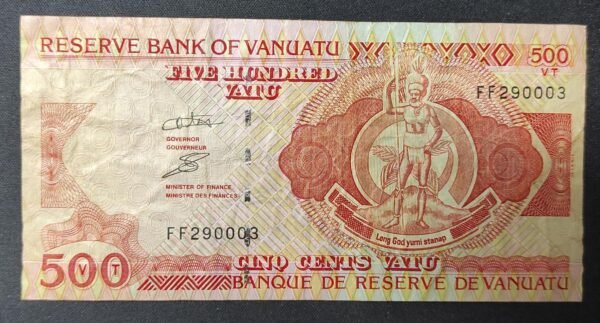 RESERVE BANK OF VANUATU
500
VT
FIVE HUNDRED
VATU
FF290003
GOVERNOR
GOUVERNEUR
MINISTER OF FINANCE
MINISTRE DES FINANCES
FF290003
Long God yumi stanap
500
VT
CINQ CENTS VATU
BANQUE DE RESERVE DE VANUATU